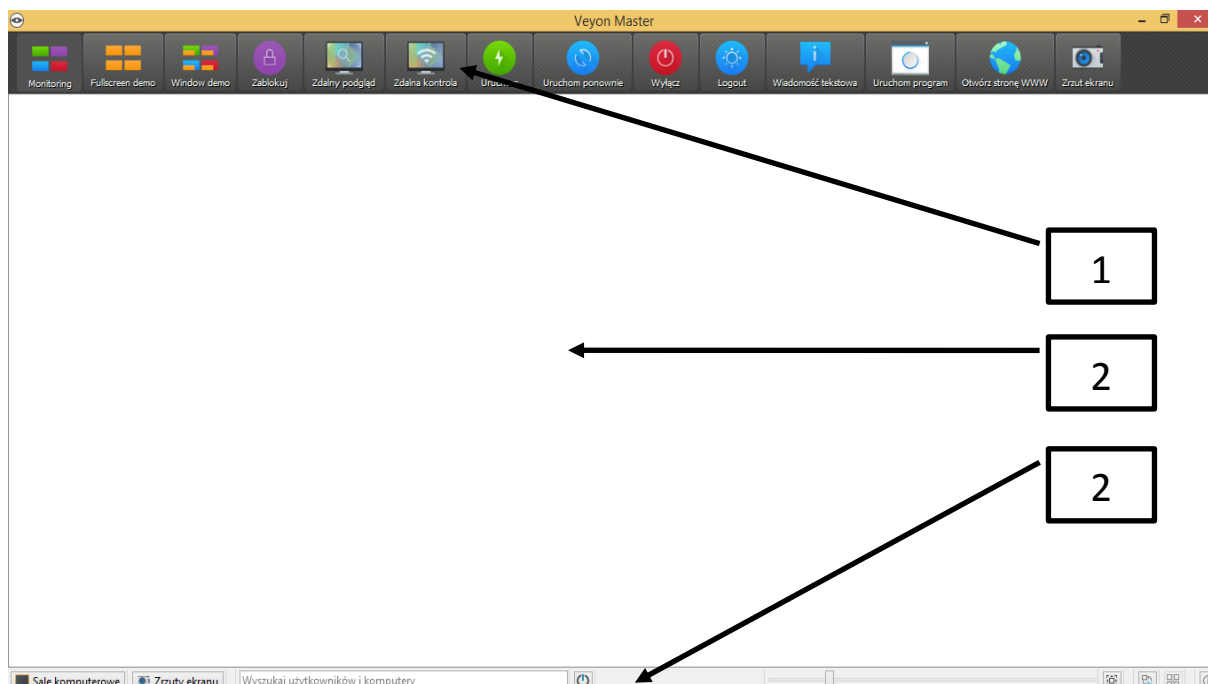 Veyon Master
Monitoring Fullscreen demo Window demo Zablokuj Zdalny podgląd Zdalna kontrola Uruchom ponownie Wyłącz Logout Wiadomość tekstowa Uruchom program Otwórz stronę WWW Zrzut ekranu
1
2
2
Sale komputerowe Zrzuty ekranu Wyszukaj użytkowników i komputery